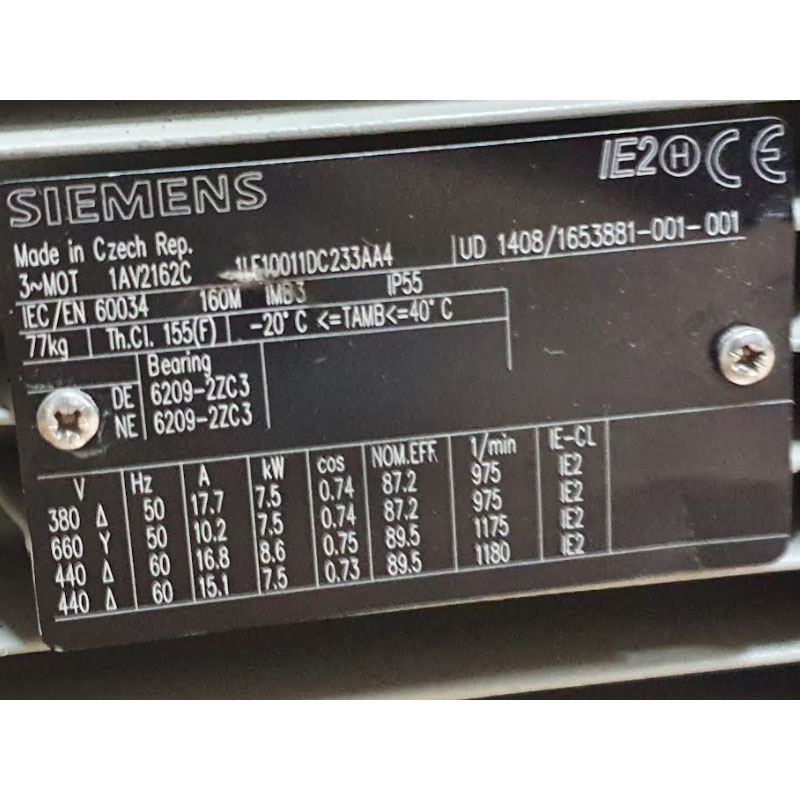 SIEMENS IE2 H CE
Made in Czech Rep.
3~MOT 1AV2162C 1LE10011DC233AA4 UD 1408/1653881-001-001
IEC/EN 60034 160M IMB3 IP55
77kg Th.Cl. 155(F) -20°C <=TAMB<=40°C
Bearing
DE 6209-2ZC3
NE 6209-2ZC3
V Hz A kW cos NOM.EFF 1/min IE-CL
380 Δ 50 17.7 7.5 0.74 87.2 975 IE2
660 Y 50 10.2 7.5 0.74 87.2 975 IE2
440 Δ 60 16.8 8.6 0.75 89.5 1175 IE2
440 Δ 60 15.1 7.5 0.73 89.5 1180 IE2